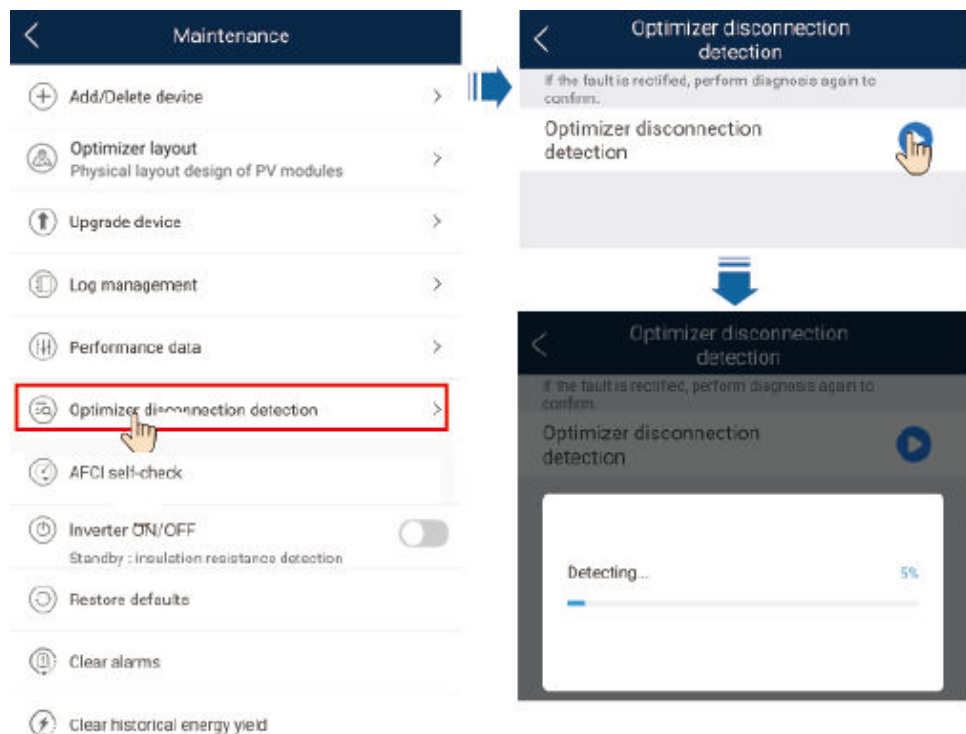 Maintenance
Add/Delete device
Optimizer layout
Physical layout design of PV modules
Upgrade device
Log management
Performance data
Optimizer disconnection detection
AFCI self-check
Inverter ON/OFF
Standby : insulation resistance detection
Restore defaults
Clear alarms
Clear historical energy yield
Optimizer disconnection
detection
If the fault is rectified, perform diagnosis again to
confirm.
Optimizer disconnection
detection
Optimizer disconnection
detection
If the fault is rectified, perform diagnosis again to
confirm.
Optimizer disconnection
detection
Detecting... 5%